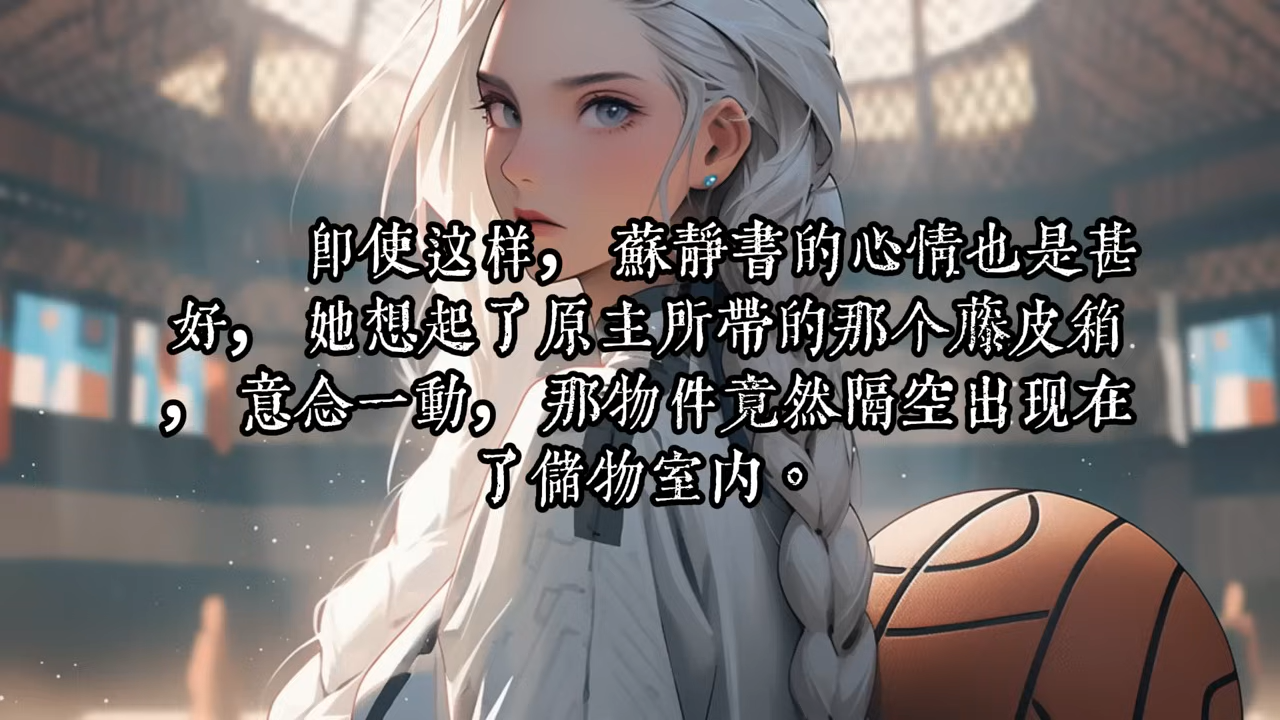 即使这样， 蘇靜書的心情也是甚
好， 她想起了原主所帶的那个藤皮箱
， 意念一動， 那物件竟然隔空出现在
了儲物室内。